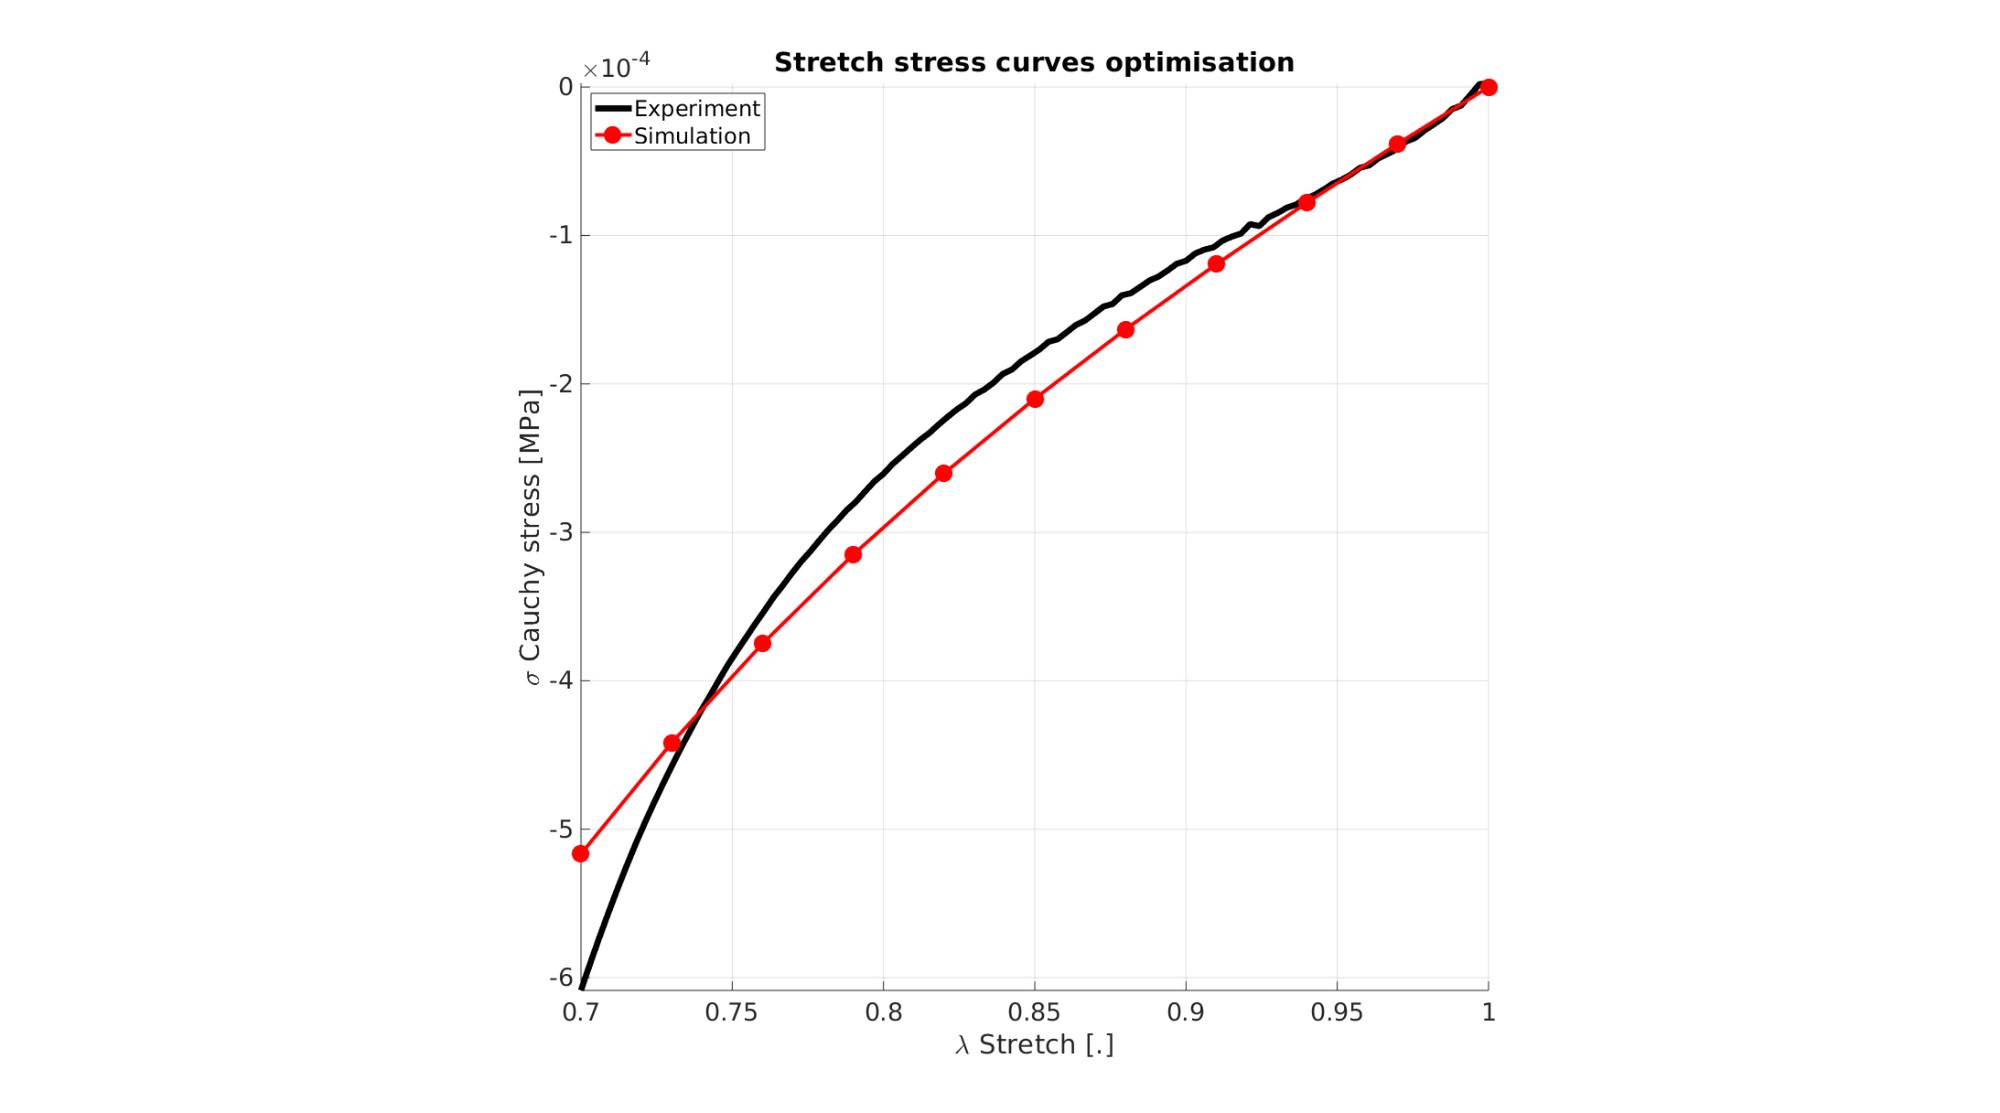 Stretch stress curves optimisation
×10-4
Experiment
Simulation
0
-1
-2
-3
-4
-5
-6
σ Cauchy stress [MPa]
0.7 0.75 0.8 0.85 0.9 0.95 1
λ Stretch [.]